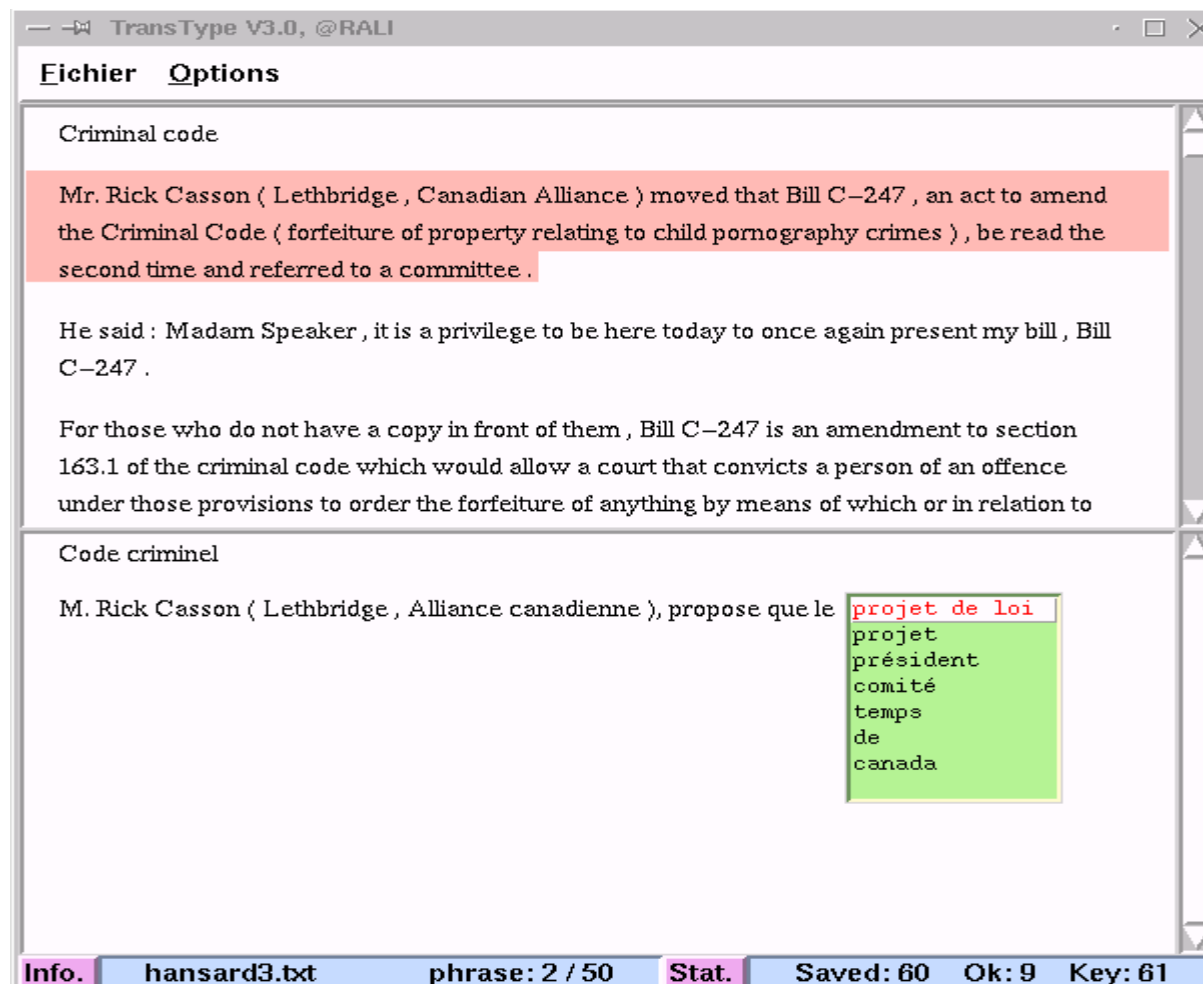 TransType V3.0, @RALI
Fichier Options
Criminal code
Mr. Rick Casson ( Lethbridge , Canadian Alliance ) moved that Bill C–247 , an act to amend
the Criminal Code ( forfeiture of property relating to child pornography crimes ) , be read the
second time and referred to a committee .
He said : Madam Speaker , it is a privilege to be here today to once again present my bill , Bill
C–247 .
For those who do not have a copy in front of them , Bill C–247 is an amendment to section
163.1 of the criminal code which would allow a court that convicts a person of an offence
under those provisions to order the forfeiture of anything by means of which or in relation to
Code criminel
M. Rick Casson ( Lethbridge , Alliance canadienne ), propose que le projet de loi
projet
président
comité
temps
de
canada
Info. hansard3.txt phrase: 2 / 50 Stat. Saved: 60 Ok: 9 Key: 61